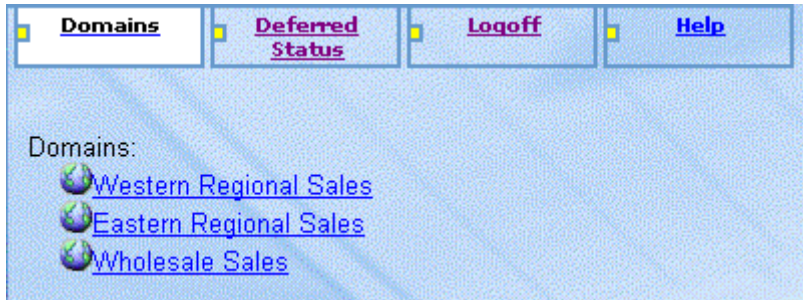 Domains
Deferred
Status
Logoff
Help
Domains:
Western Regional Sales
Eastern Regional Sales
Wholesale Sales